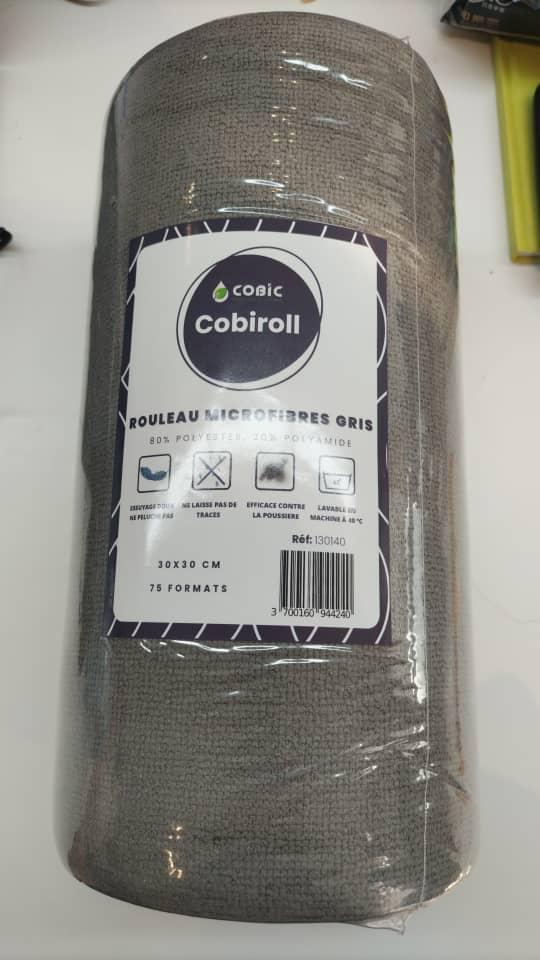 COBIC
Cobiroll
ROULEAU MICROFIBRES GRIS
80% POLYESTER, 20% POLYAMIDE
ESSUYAGE DOUX NE LAISSE PAS DE EFFICACE CONTRE LAVABLE EN
NE PELUCHE PAS TRACES LA POUSSIERE MACHINE À 40 °C
Réf: 130140
30X30 CM
75 FORMATS
3 700160 944240